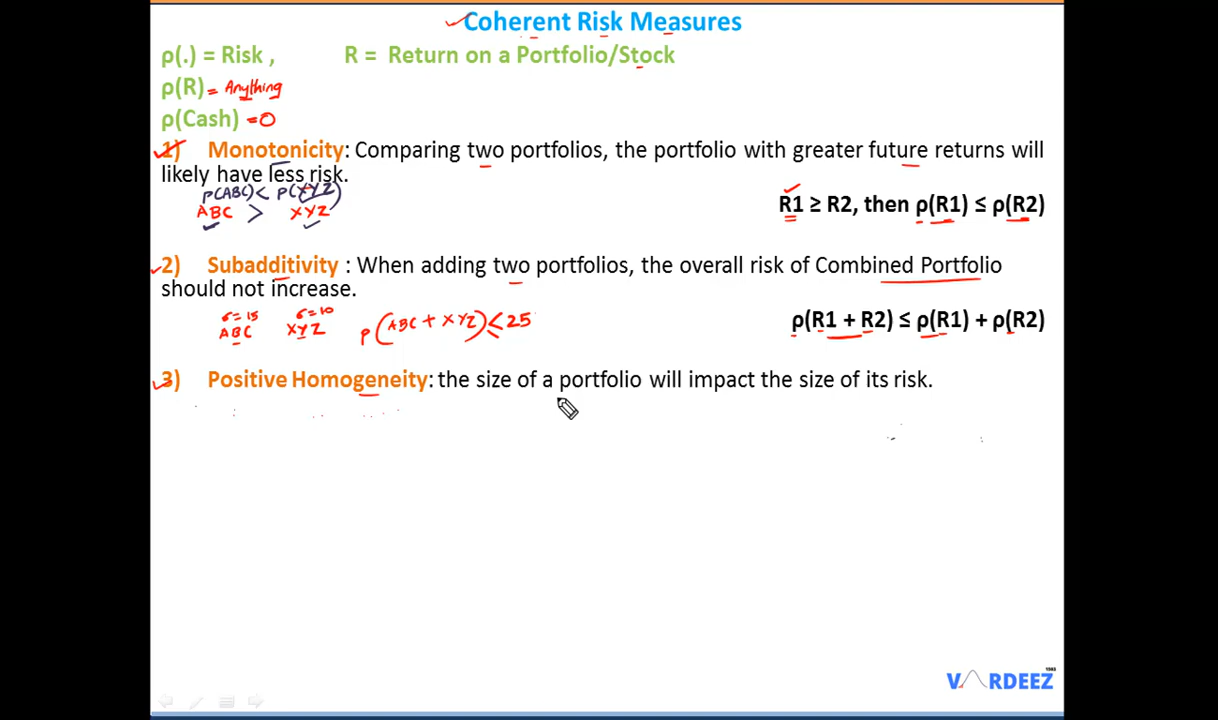 Coherent Risk Measures
ρ(.) = Risk , R = Return on a Portfolio/Stock
ρ(R) = Anything
ρ(Cash) =0
1) Monotonicity: Comparing two portfolios, the portfolio with greater future returns will
likely have less risk.
ρ(ABC) < ρ(XYZ)
ABC > XYZ
R1 ≥ R2, then ρ(R1) ≤ ρ(R2)
2) Subadditivity : When adding two portfolios, the overall risk of Combined Portfolio
should not increase.
σ=15 σ=10
ABC XYZ ρ(ABC + XYZ) ≤ 25
ρ(R1 + R2) ≤ ρ(R1) + ρ(R2)
3) Positive Homogeneity: the size of a portfolio will impact the size of its risk.
V RDEEZ